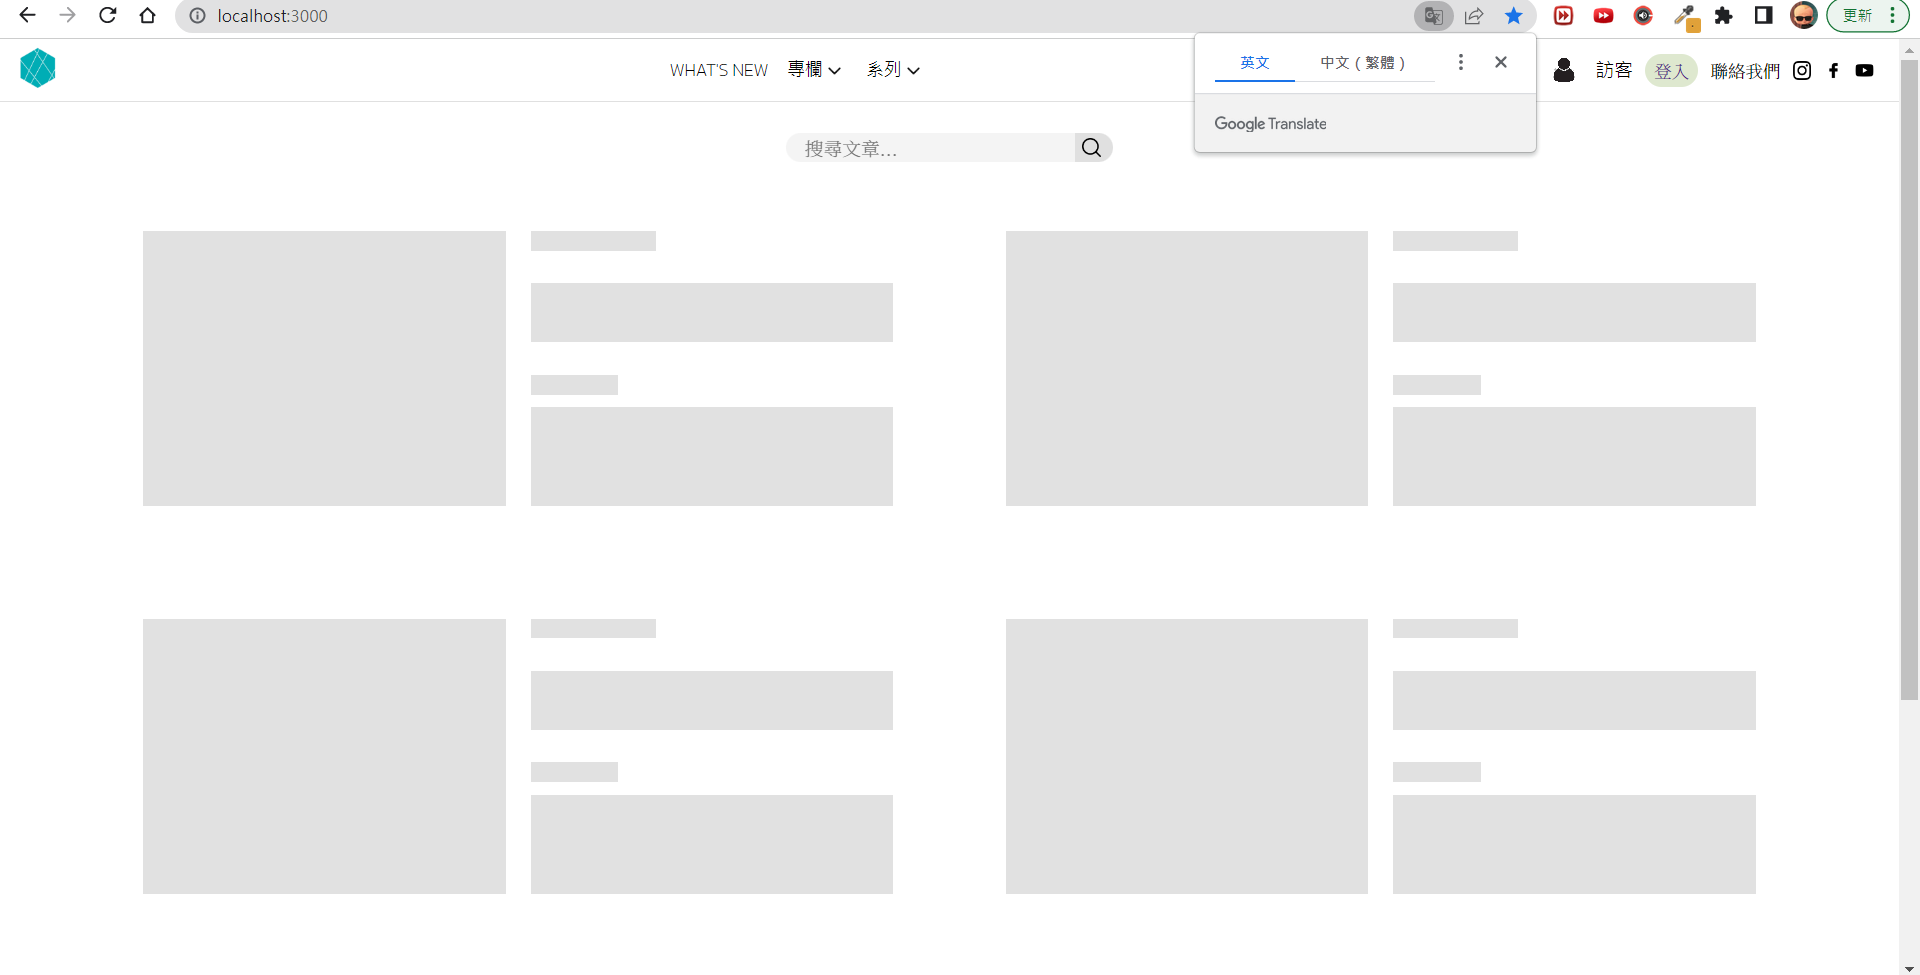 localhost:3000
更新
WHAT'S NEW 專欄 系列
英文 中文（繁體）
Google Translate
訪客 登入 聯絡我們
搜尋文章...